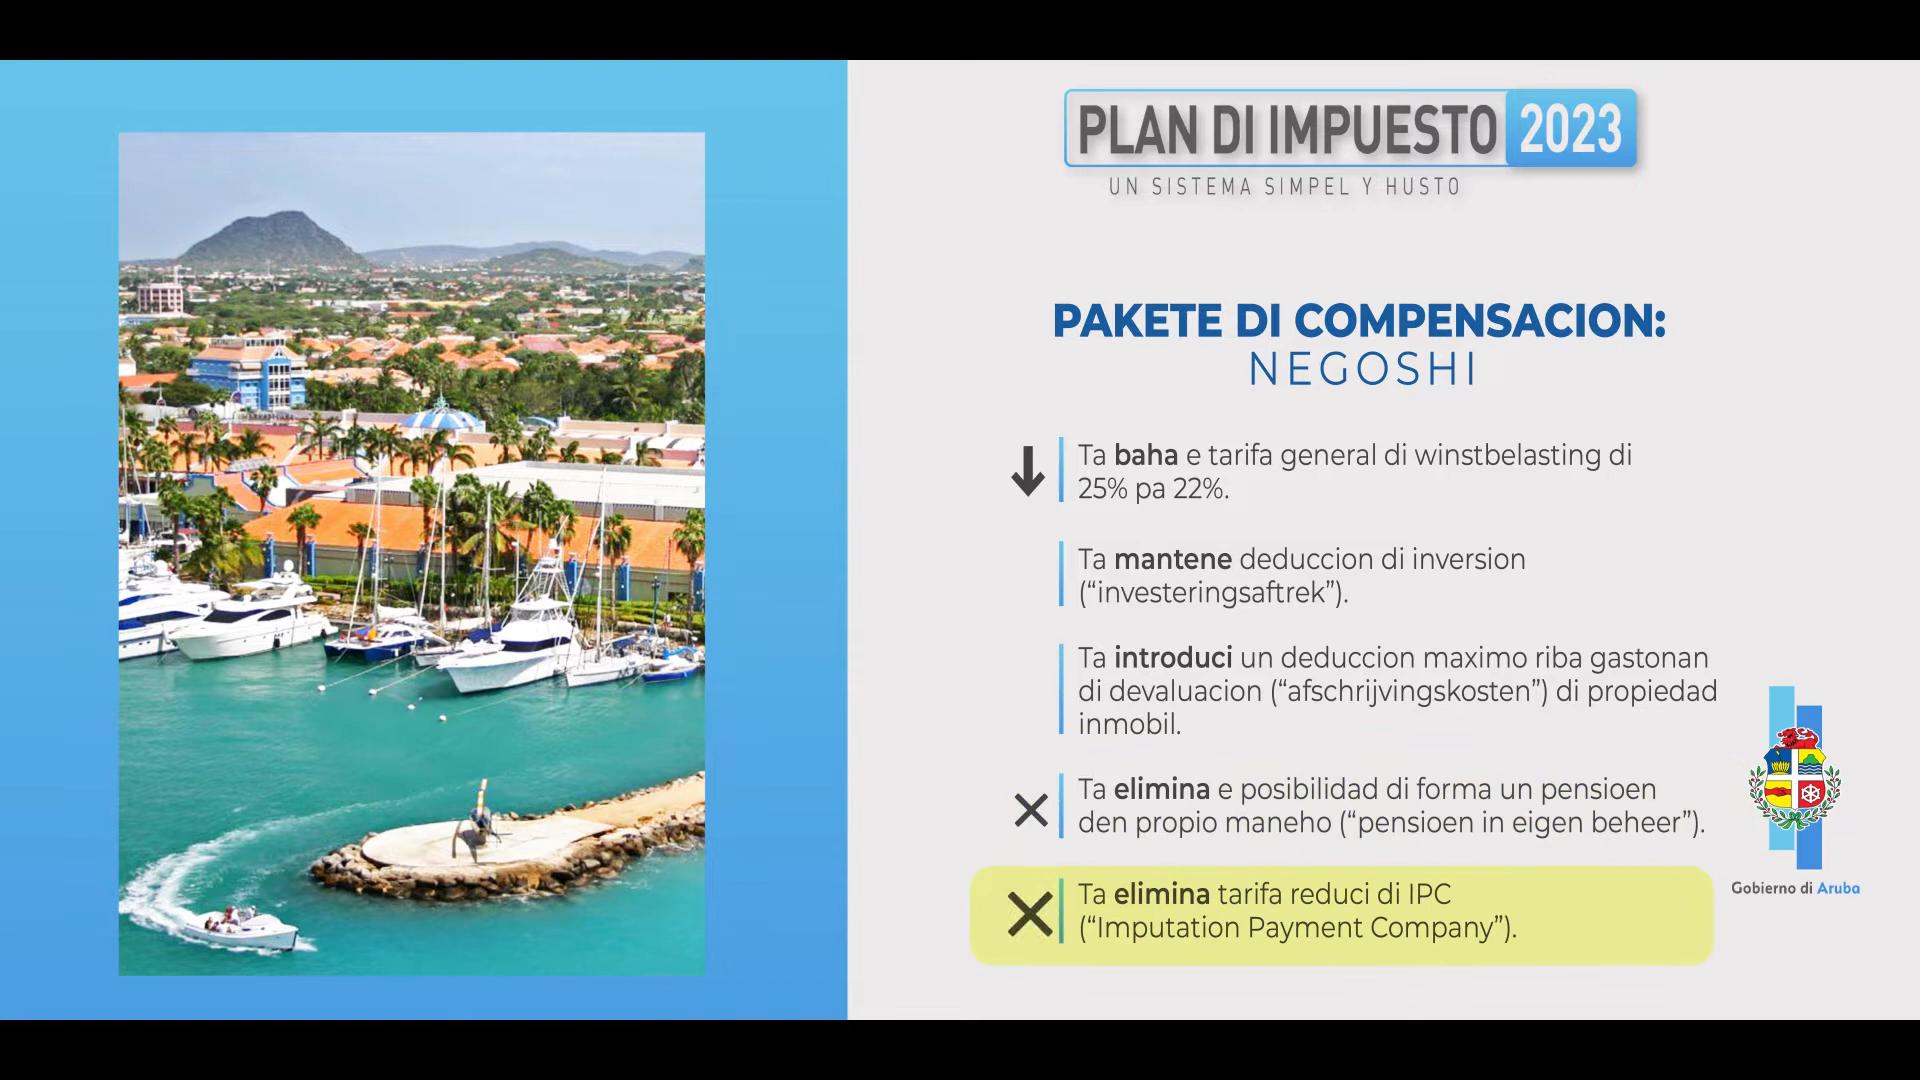 PLAN DI IMPUESTO 2023
UN SISTEMA SIMPEL Y HUSTO
PAKETE DI COMPENSACION:
NEGOSHI
Ta baha e tarifa general di winstbelasting di
25% pa 22%.
Ta mantene deduccion di inversion
(“investeringsaftrek”).
Ta introduci un deduccion maximo riba gastonan
di devaluacion (“afschrijvingskosten”) di propiedad
inmobil.
Ta elimina e posibilidad di forma un pensioen
den propio maneho (“pensioen in eigen beheer”).
Ta elimina tarifa reduci di IPC
(“Imputation Payment Company”).
Gobierno di Aruba